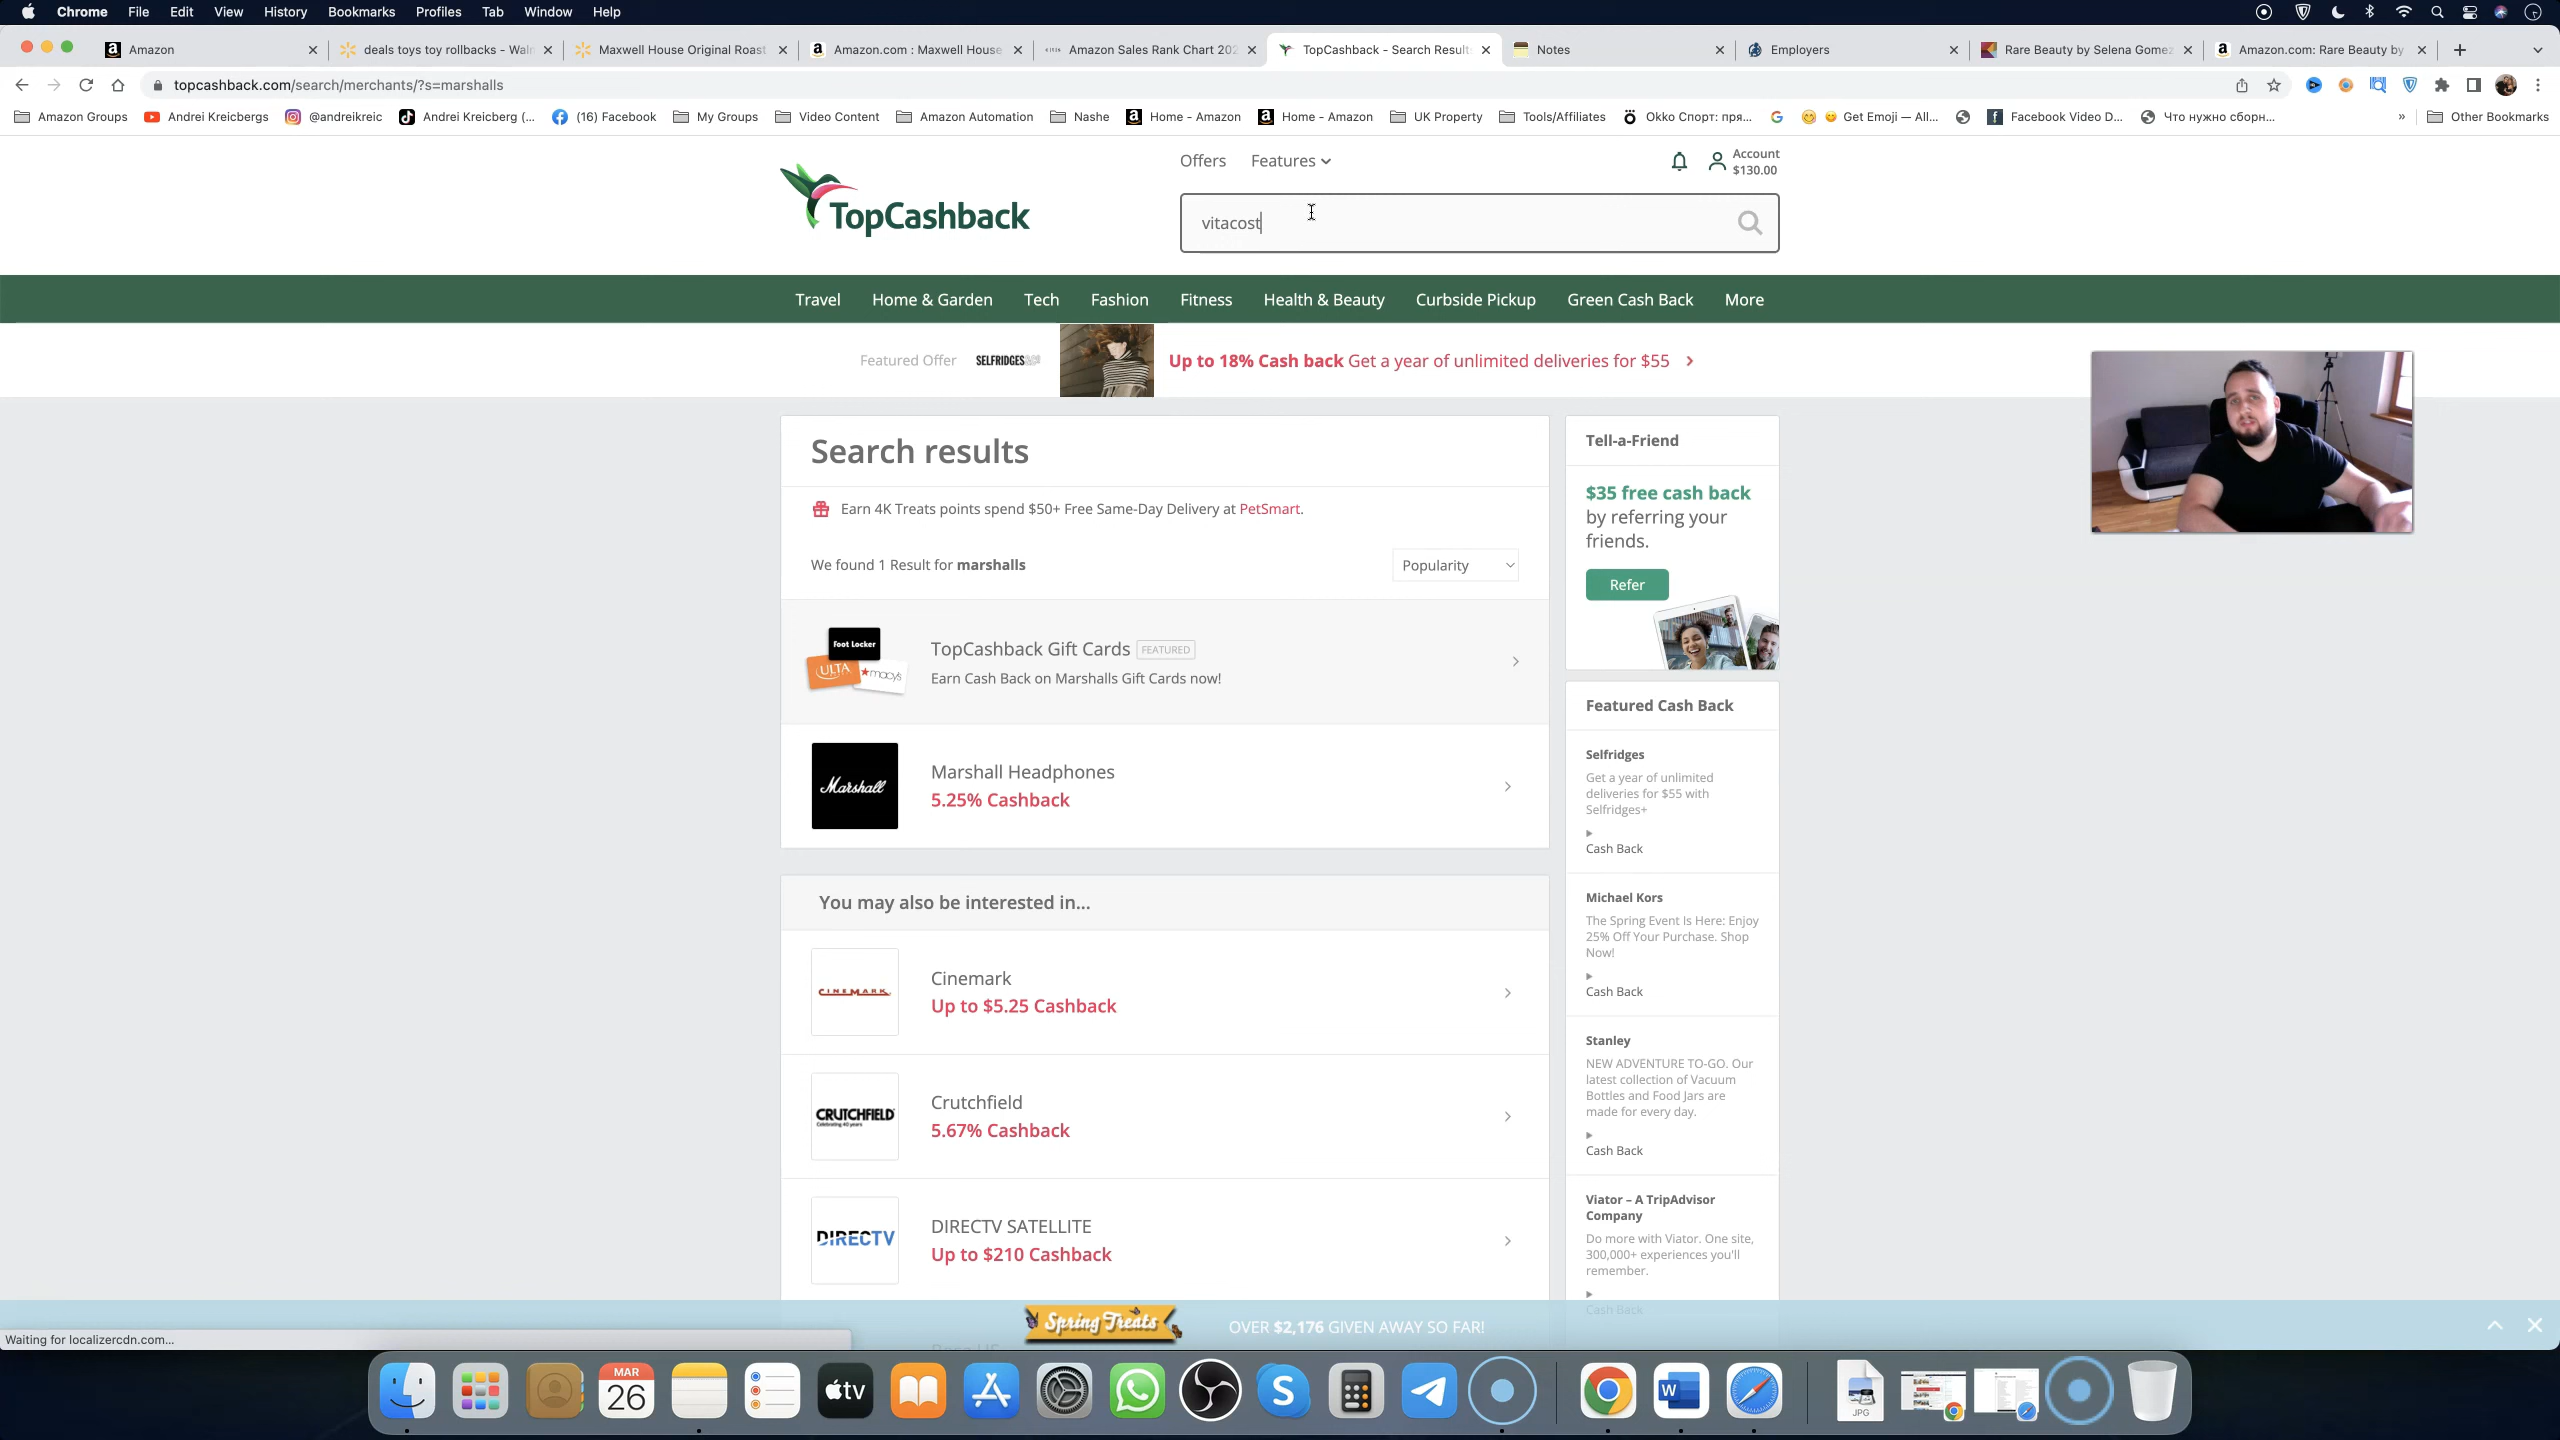 Chrome File Edit View History Bookmarks Profiles Tab Window Help
Amazon
deals toys toy rollbacks - Wal
Maxwell House Original Roast
Amazon.com : Maxwell House
Amazon Sales Rank Chart 202
TopCashback - Search Result
Notes
Employers
Rare Beauty by Selena Gomez
Amazon.com: Rare Beauty by
topcashback.com/search/merchants/?s=marshalls
Amazon Groups Andrei Kreicbergs @andreikreic Andrei Kreicberg (... (16) Facebook My Groups Video Content Amazon Automation Nashe Home - Amazon Home - Amazon UK Property Tools/Affiliates Okko Спорт: пря... Get Emoji — All... Facebook Video D... Что нужно сборн... » Other Bookmarks
TopCashback
Offers Features
Account
$130.00
vitacost
Travel Home & Garden Tech Fashion Fitness Health & Beauty Curbside Pickup Green Cash Back More
Featured Offer SELFRIDGES&CO Up to 18% Cash back Get a year of unlimited deliveries for $55
Search results
Earn 4K Treats points spend $50+ Free Same-Day Delivery at PetSmart.
We found 1 Result for marshalls
Popularity
Foot Locker
ULTA
macys
TopCashback Gift Cards FEATURED
Earn Cash Back on Marshalls Gift Cards now!
Marshall
Marshall Headphones
5.25% Cashback
You may also be interested in...
CINEMARK
Cinemark
Up to $5.25 Cashback
CRUTCHFIELD
Crutchfield
5.67% Cashback
DIRECTV
DIRECTV SATELLITE
Up to $210 Cashback
Tell-a-Friend
$35 free cash back
by referring your
friends.
Refer
Featured Cash Back
Selfridges
Get a year of unlimited
deliveries for $55 with
Selfridges+
Cash Back
Michael Kors
The Spring Event Is Here: Enjoy
25% Off Your Purchase. Shop
Now!
Cash Back
Stanley
NEW ADVENTURE TO-GO. Our
latest collection of Vacuum
Bottles and Food Jars are
made for every day.
Cash Back
Viator – A TripAdvisor
Company
Do more with Viator. One site,
300,000+ experiences you'll
remember.
Cash Back
Spring Treats
OVER $2,176 GIVEN AWAY SO FAR!
Waiting for localizercdn.com...
MAR
26
tv
S
W
JPG